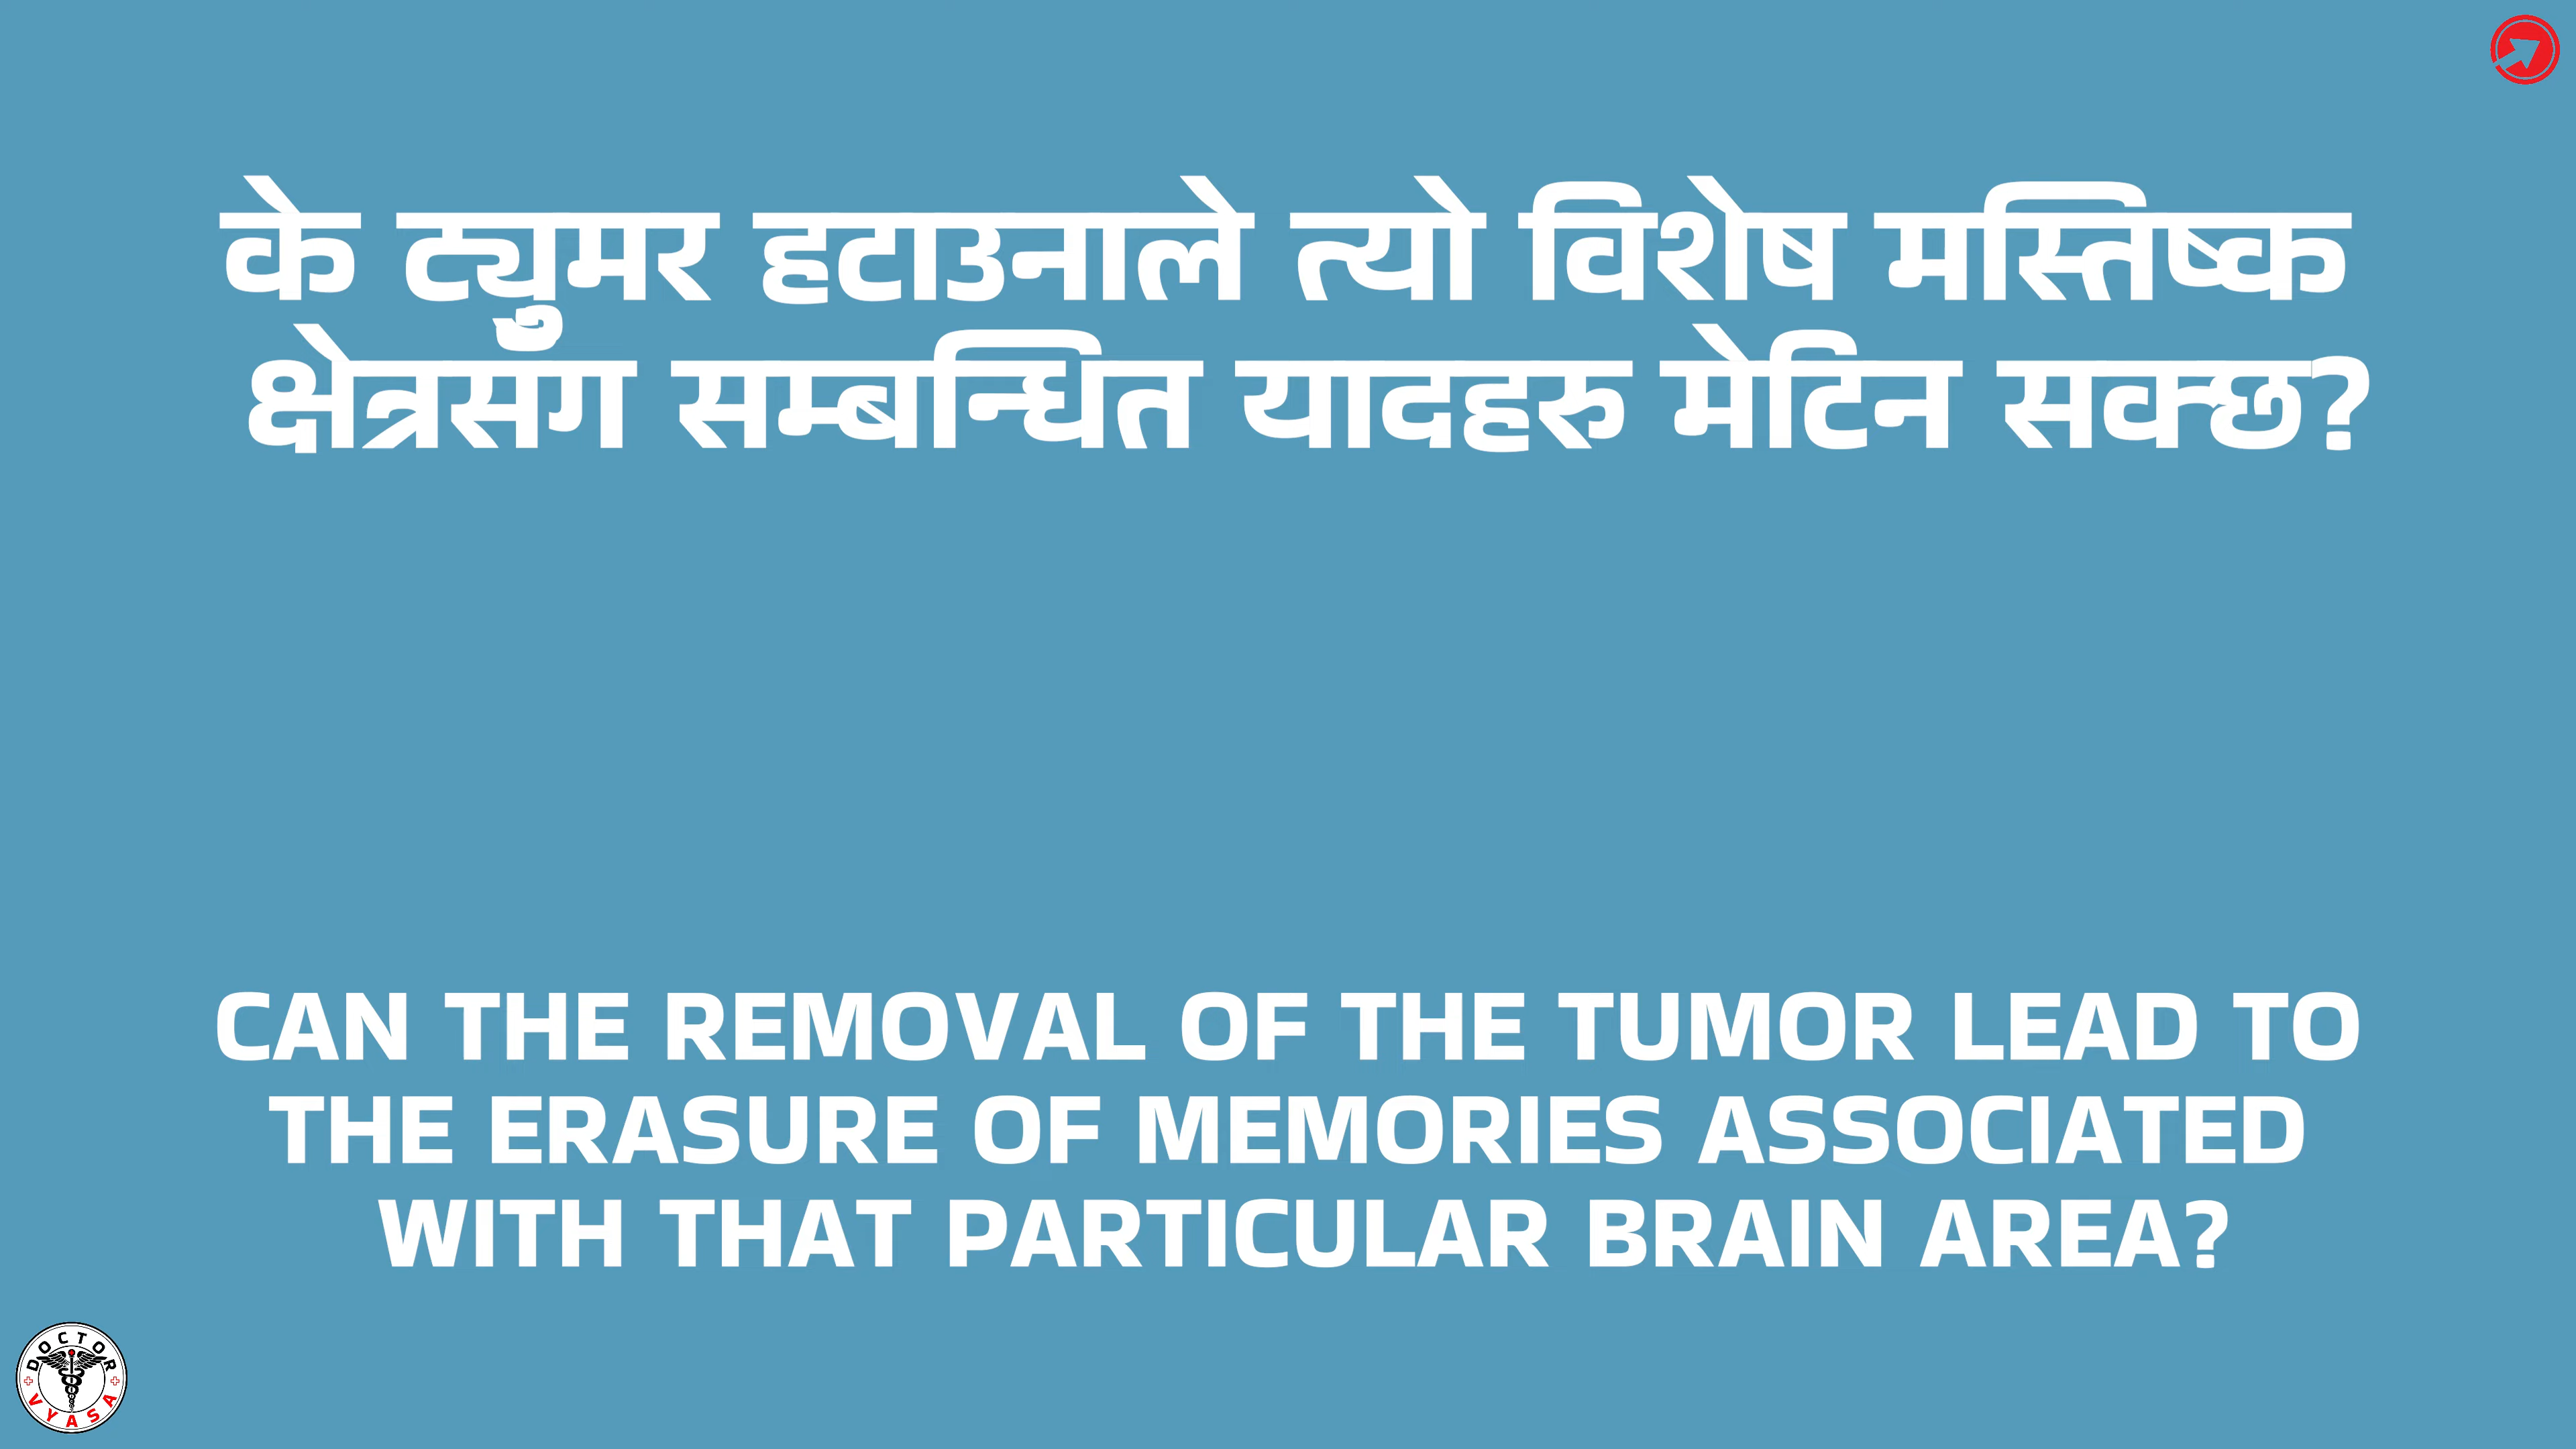 के ट्युमर हटाउनाले त्यो विशेष मस्तिष्क
क्षेत्रसँग सम्बन्धित यादहरु मेटिन सक्छ?
CAN THE REMOVAL OF THE TUMOR LEAD TO
THE ERASURE OF MEMORIES ASSOCIATED
WITH THAT PARTICULAR BRAIN AREA?
DOCTOR
VYASA